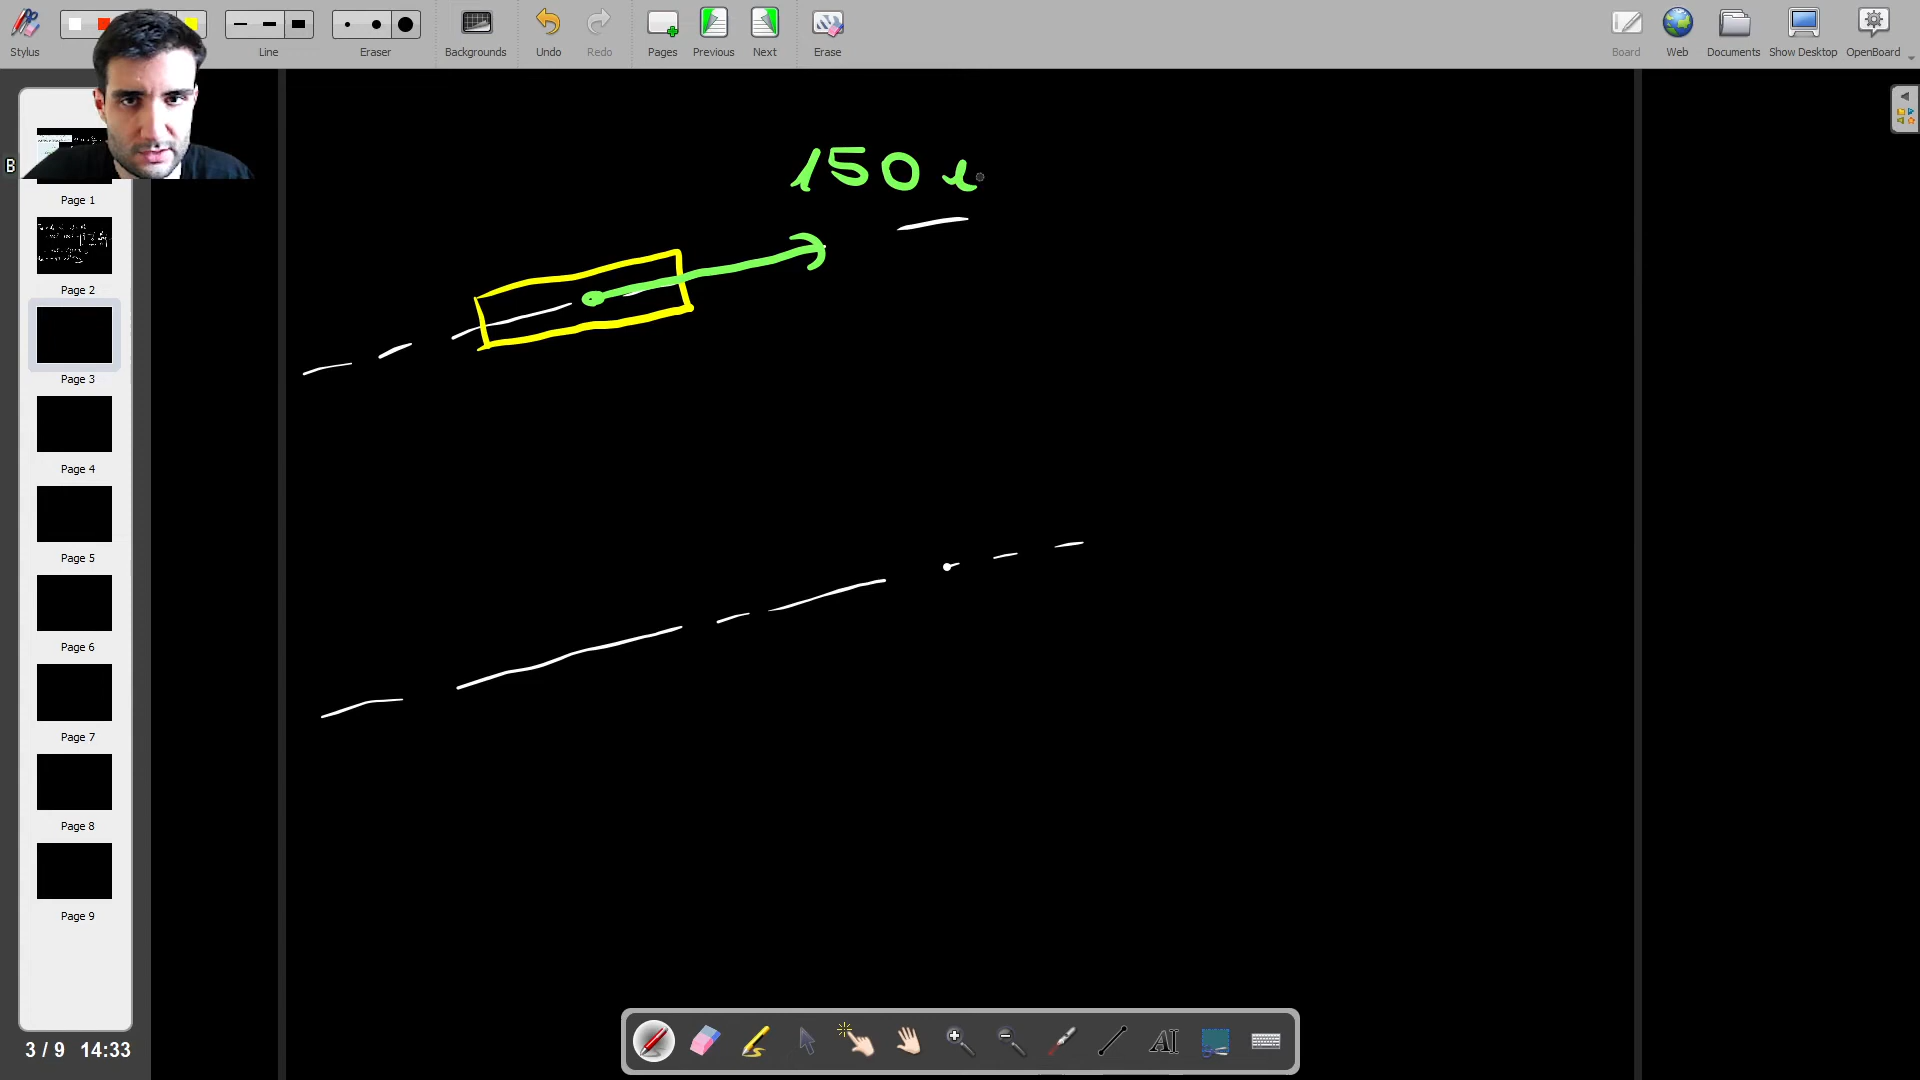 Stylus
Line
Eraser
Backgrounds
Undo
Redo
Pages
Previous
Next
Erase
Board
Web
Documents
Show Desktop
OpenBoard
B
Page 1
Page 2
Page 3
Page 4
Page 5
Page 6
Page 7
Page 8
Page 9
150
AI
3 / 9 14:33